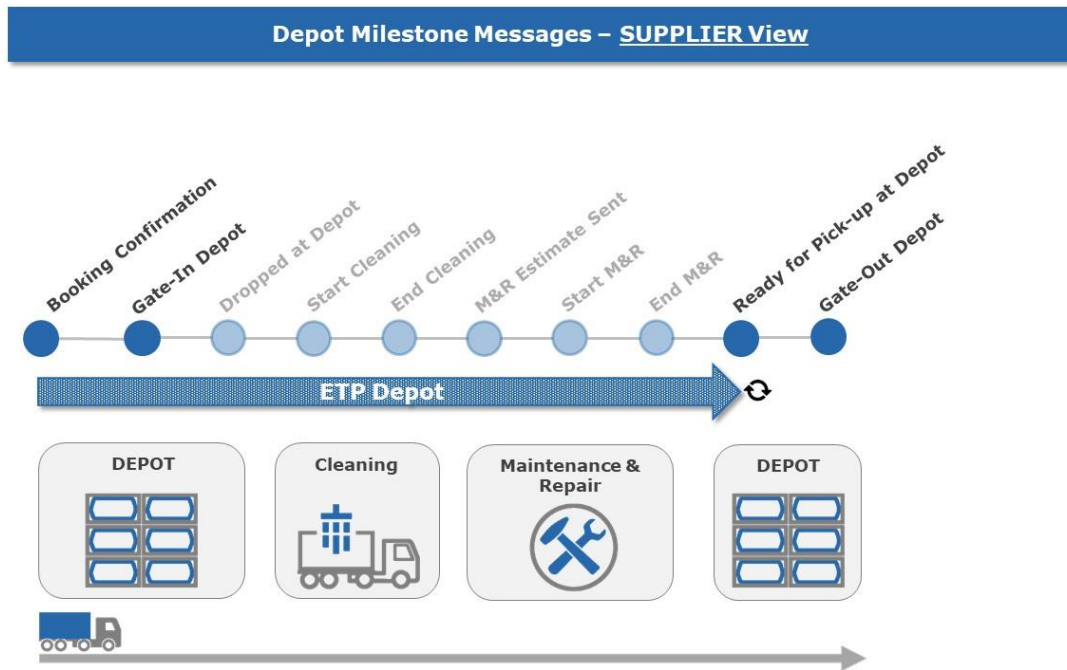 Depot Milestone Messages – SUPPLIER View
Booking Confirmation
Gate-In Depot
Dropped at Depot
Start Cleaning
End Cleaning
M&R Estimate Sent
Start M&R
End M&R
Ready for Pick-up at Depot
Gate-Out Depot
ETP Depot
DEPOT
Cleaning
Maintenance &
Repair
DEPOT